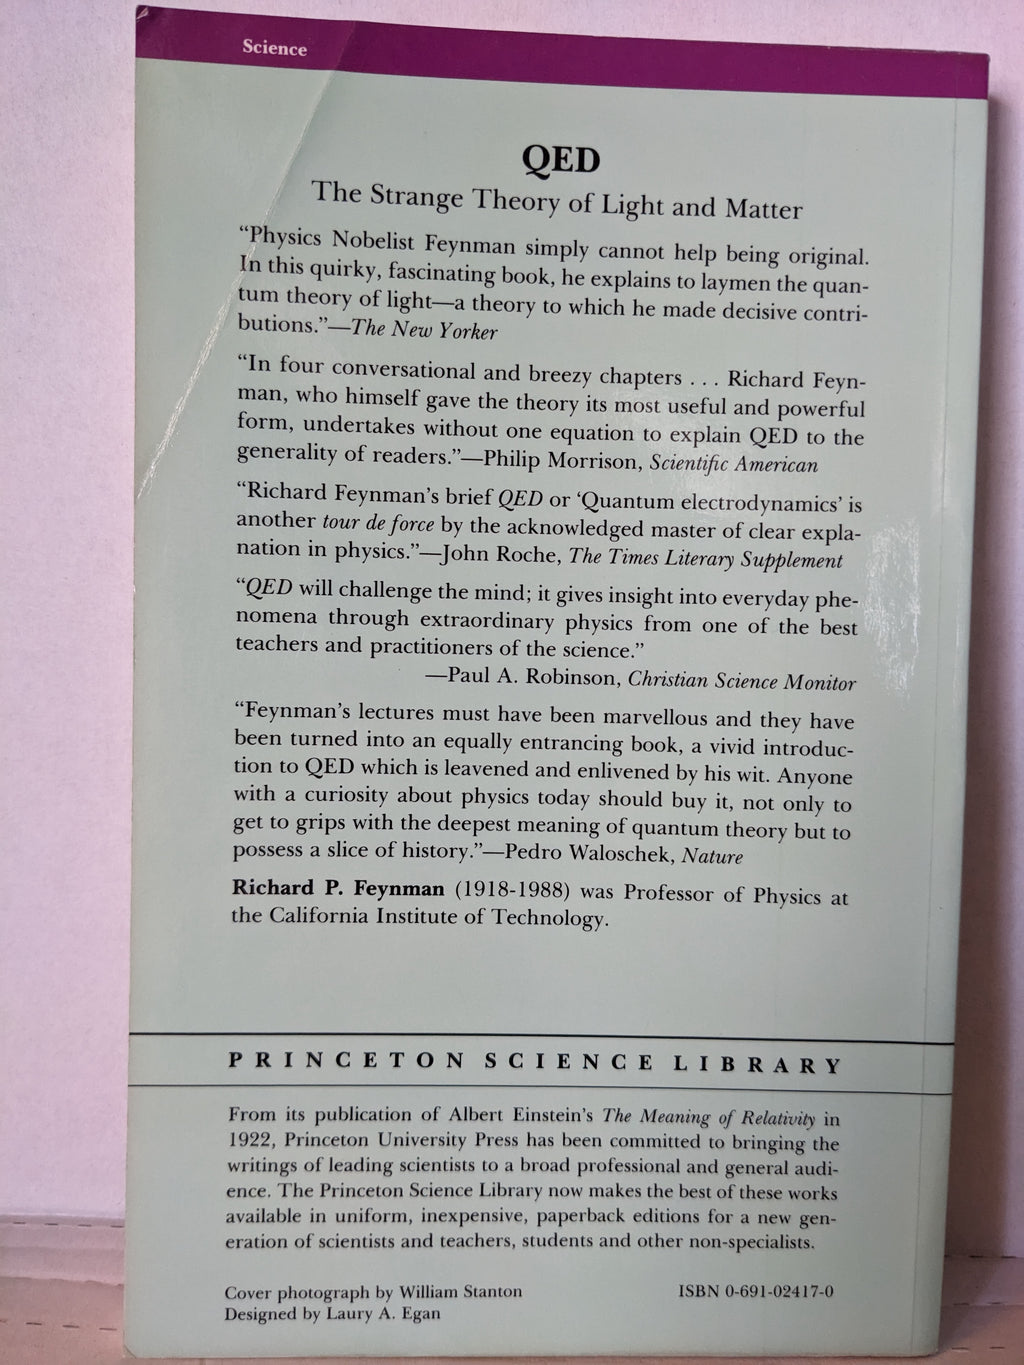 Science
QED
The Strange Theory of Light and Matter
“Physics Nobelist Feynman simply cannot help being original.
In this quirky, fascinating book, he explains to laymen the quan-
tum theory of light—a theory to which he made decisive contri-
butions.”—The New Yorker
“In four conversational and breezy chapters . . . Richard Feyn-
man, who himself gave the theory its most useful and powerful
form, undertakes without one equation to explain QED to the
generality of readers.”—Philip Morrison, Scientific American
“Richard Feynman’s brief QED or ‘Quantum electrodynamics’ is
another tour de force by the acknowledged master of clear expla-
nation in physics.”—John Roche, The Times Literary Supplement
“QED will challenge the mind; it gives insight into everyday phe-
nomena through extraordinary physics from one of the best
teachers and practitioners of the science.”
—Paul A. Robinson, Christian Science Monitor
“Feynman’s lectures must have been marvellous and they have
been turned into an equally entrancing book, a vivid introduc-
tion to QED which is leavened and enlivened by his wit. Anyone
with a curiosity about physics today should buy it, not only to
get to grips with the deepest meaning of quantum theory but to
possess a slice of history.”—Pedro Waloschek, Nature
Richard P. Feynman (1918-1988) was Professor of Physics at
the California Institute of Technology.
PRINCETON SCIENCE LIBRARY
From its publication of Albert Einstein’s The Meaning of Relativity in
1922, Princeton University Press has been committed to bringing the
writings of leading scientists to a broad professional and general audi-
ence. The Princeton Science Library now makes the best of these works
available in uniform, inexpensive, paperback editions for a new gen-
eration of scientists and teachers, students and other non-specialists.
Cover photograph by William Stanton
Designed by Laury A. Egan
ISBN 0-691-02417-0